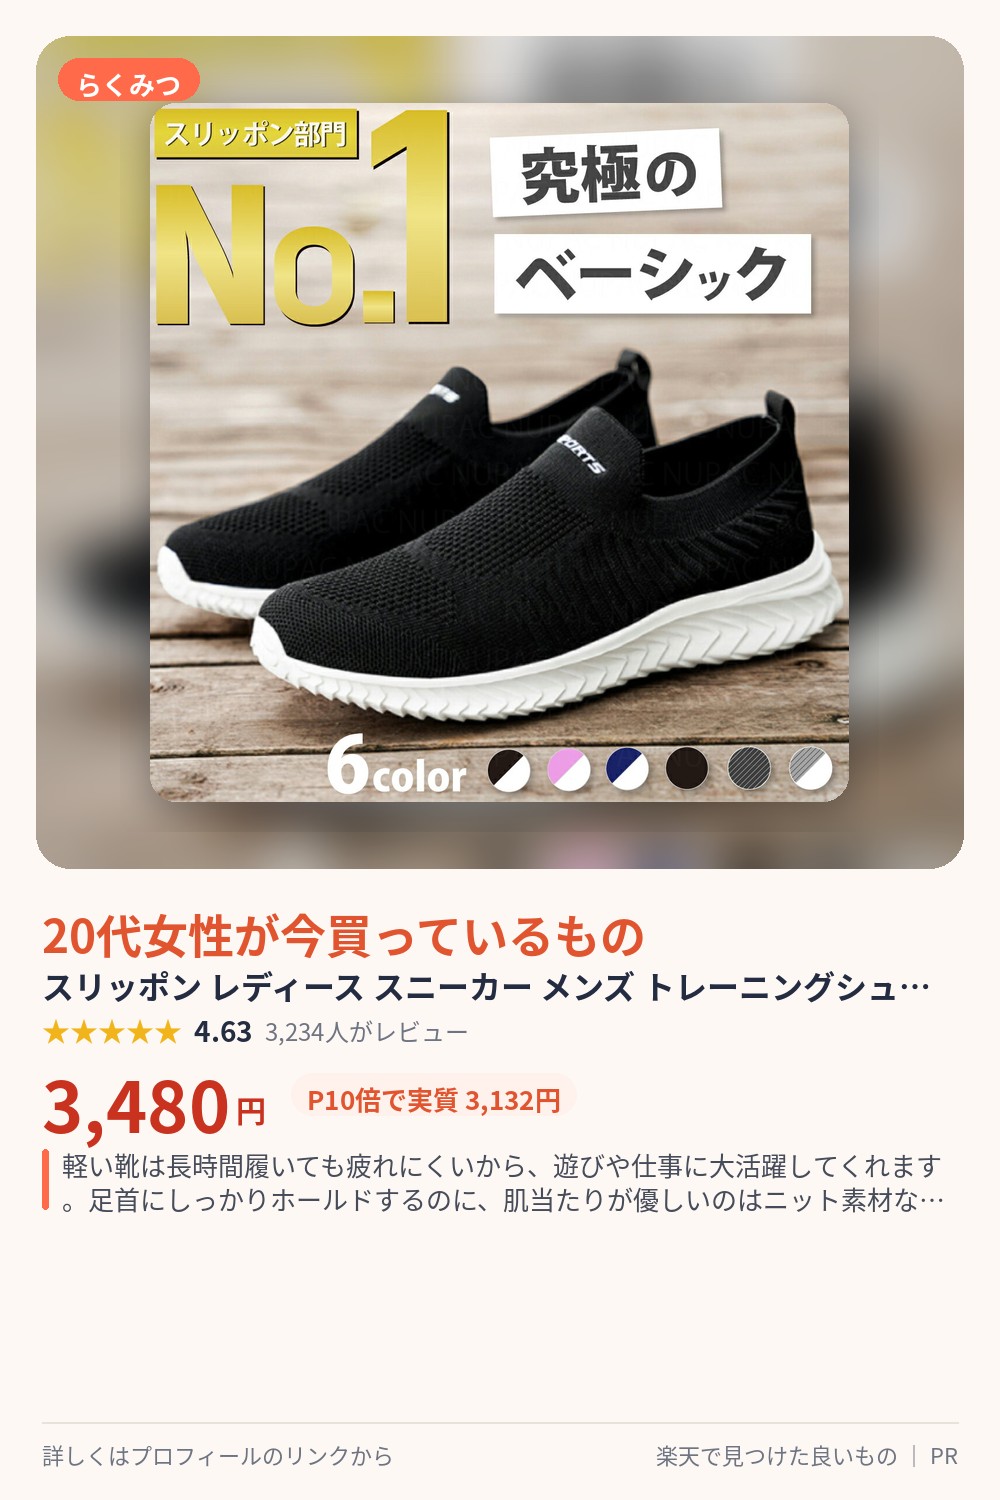 らくみつ
スリッポン部門
No.1
究極の
ベーシック
PORTS
6color
20代女性が今買っているもの
スリッポン レディース スニーカー メンズ トレーニングシュ…
★★★★★ 4.63 3,234人がレビュー
3,480円 P10倍で実質 3,132円
軽い靴は長時間履いても疲れにくいから、遊びや仕事に大活躍してくれます
。足首にしっかりホールドするのに、肌当たりが優しいのはニット素材な…
詳しくはプロフィールのリンクから
楽天で見つけた良いもの | PR